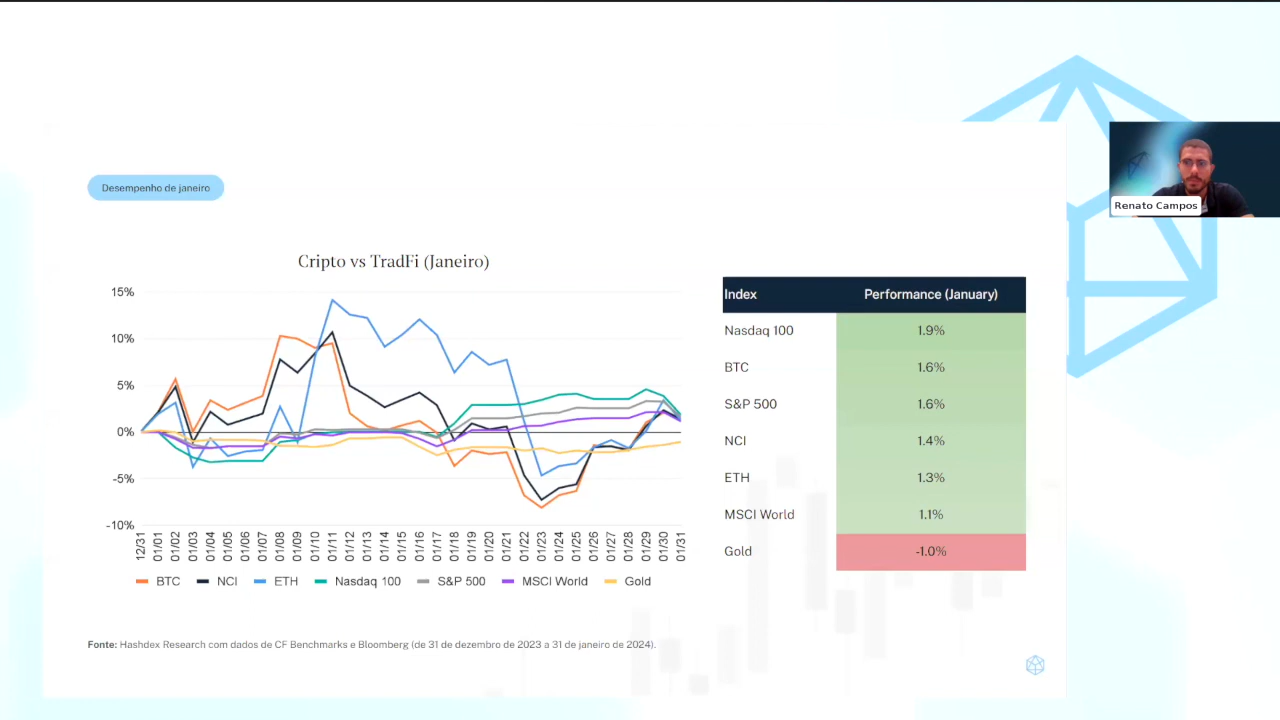 Desempenho de janeiro
Renato Campos
Cripto vs TradFi (Janeiro)
15%
10%
5%
0%
-5%
-10%
12/31
01/01
01/02
01/03
01/04
01/05
01/06
01/07
01/08
01/09
01/10
01/11
01/12
01/13
01/14
01/15
01/16
01/17
01/18
01/19
01/20
01/21
01/22
01/23
01/24
01/25
01/26
01/27
01/28
01/29
01/30
01/31
BTC NCI ETH Nasdaq 100 S&P 500 MSCI World Gold
Index Performance (January)
Nasdaq 100 1.9%
BTC 1.6%
S&P 500 1.6%
NCI 1.4%
ETH 1.3%
MSCI World 1.1%
Gold -1.0%
Fonte: Hashdex Research com dados de CF Benchmarks e Bloomberg (de 31 de dezembro de 2023 a 31 de janeiro de 2024).